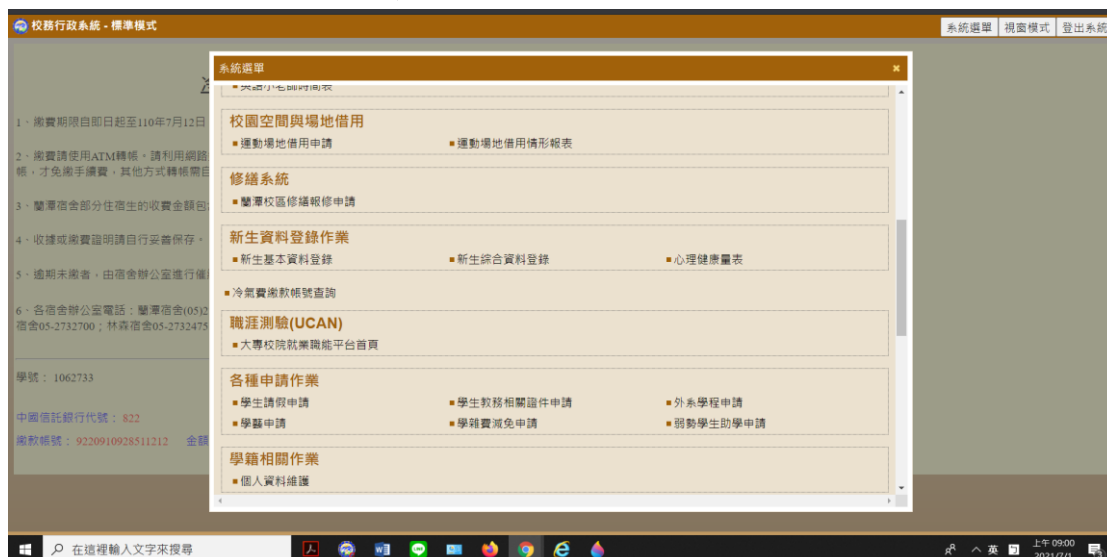 校務行政系統 - 標準模式
系統選單 視窗模式 登出系統
系統選單
英語小老師時間表
校園空間與場地借用
運動場地借用申請 運動場地借用情形報表
修繕系統
蘭潭校區修繕報修申請
新生資料登錄作業
新生基本資料登錄 新生綜合資料登錄 心理健康量表
冷氣費繳款帳號查詢
職涯測驗(UCAN)
大專校院就業職能平台首頁
各種申請作業
學生請假申請 學生教務相關證件申請 外系學程申請
學雜申請 學雜費減免申請 弱勢學生助學申請
學籍相關作業
個人資料維護
1、繳費期限自即日起至110年7月12日
2、繳費請使用ATM轉帳。請利用網路
帳,才免繳手續費,其他方式轉帳需自
3、蘭潭宿舍部分住宿生的收費金額包
4、收據或繳費證明請自行妥善保存。
5、逾期未繳者,由宿舍辦公室進行催
6、各宿舍辦公室電話:蘭潭宿舍(05)2
宿舍05-2732700;林森宿舍05-2732475
學號: 1062733
中國信託銀行代號: 822
繳款帳號: 9220910928511212 金額
在這裡輸入文字來搜尋
英
上午 09:00
2021/7/1